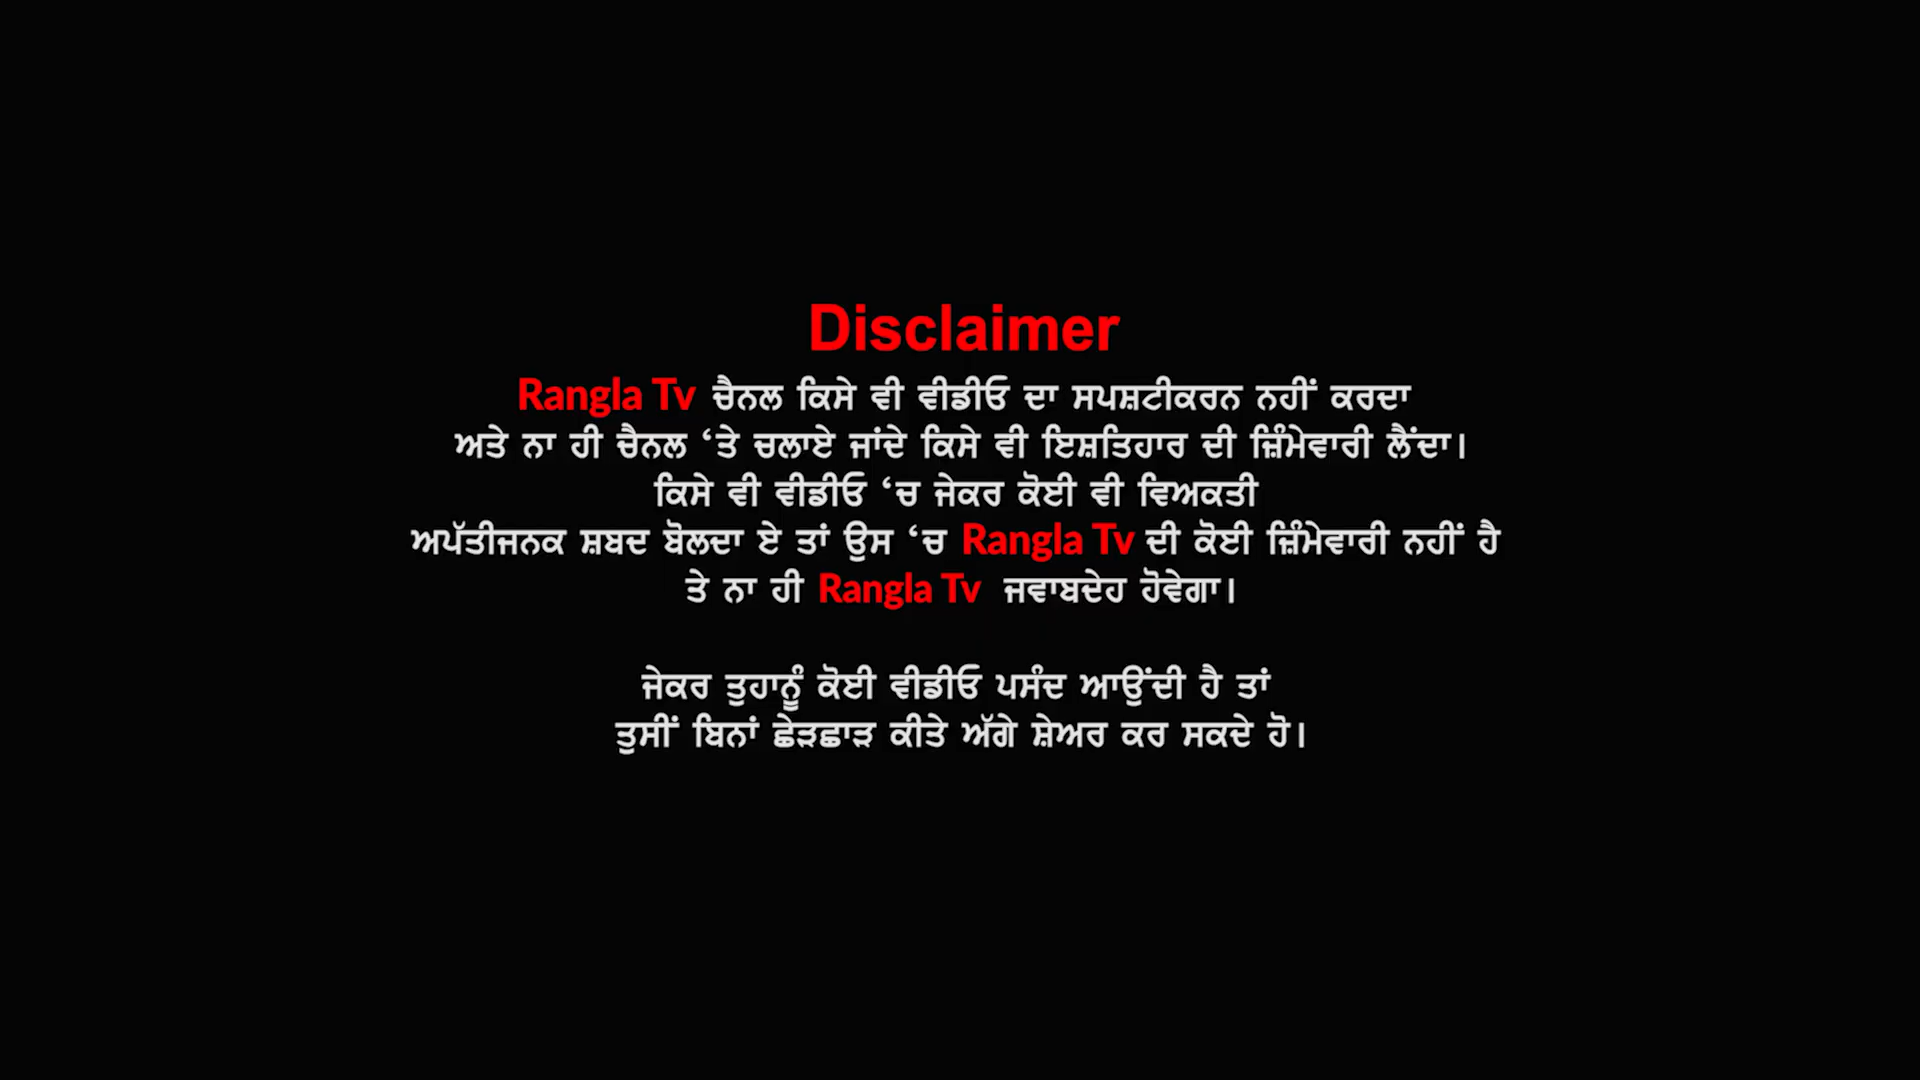 Disclaimer
Rangla Tv ਚੈਨਲ ਕਿਸੇ ਵੀ ਵੀਡੀਓ ਦਾ ਸਪਸ਼ਟੀਕਰਨ ਨਹੀਂ ਕਰਦਾ
ਅਤੇ ਨਾ ਹੀ ਚੈਨਲ ‘ਤੇ ਚਲਾਏ ਜਾਂਦੇ ਕਿਸੇ ਵੀ ਇਸ਼ਤਿਹਾਰ ਦੀ ਜ਼ਿੰਮੇਵਾਰੀ ਲੈਂਦਾ।
ਕਿਸੇ ਵੀ ਵੀਡੀਓ ‘ਚ ਜੇਕਰ ਕੋਈ ਵੀ ਵਿਅਕਤੀ
ਅਪੱਤੀਜਨਕ ਸ਼ਬਦ ਬੋਲਦਾ ਏ ਤਾਂ ਉਸ ‘ਚ Rangla Tv ਦੀ ਕੋਈ ਜ਼ਿੰਮੇਵਾਰੀ ਨਹੀਂ ਹੈ
ਤੇ ਨਾ ਹੀ Rangla Tv ਜਵਾਬਦੇਹ ਹੋਵੇਗਾ।
ਜੇਕਰ ਤੁਹਾਨੂੰ ਕੋਈ ਵੀਡੀਓ ਪਸੰਦ ਆਉਂਦੀ ਹੈ ਤਾਂ
ਤੁਸੀਂ ਬਿਨਾਂ ਛੇੜਛਾੜ ਕੀਤੇ ਅੱਗੇ ਸ਼ੇਅਰ ਕਰ ਸਕਦੇ ਹੋ।